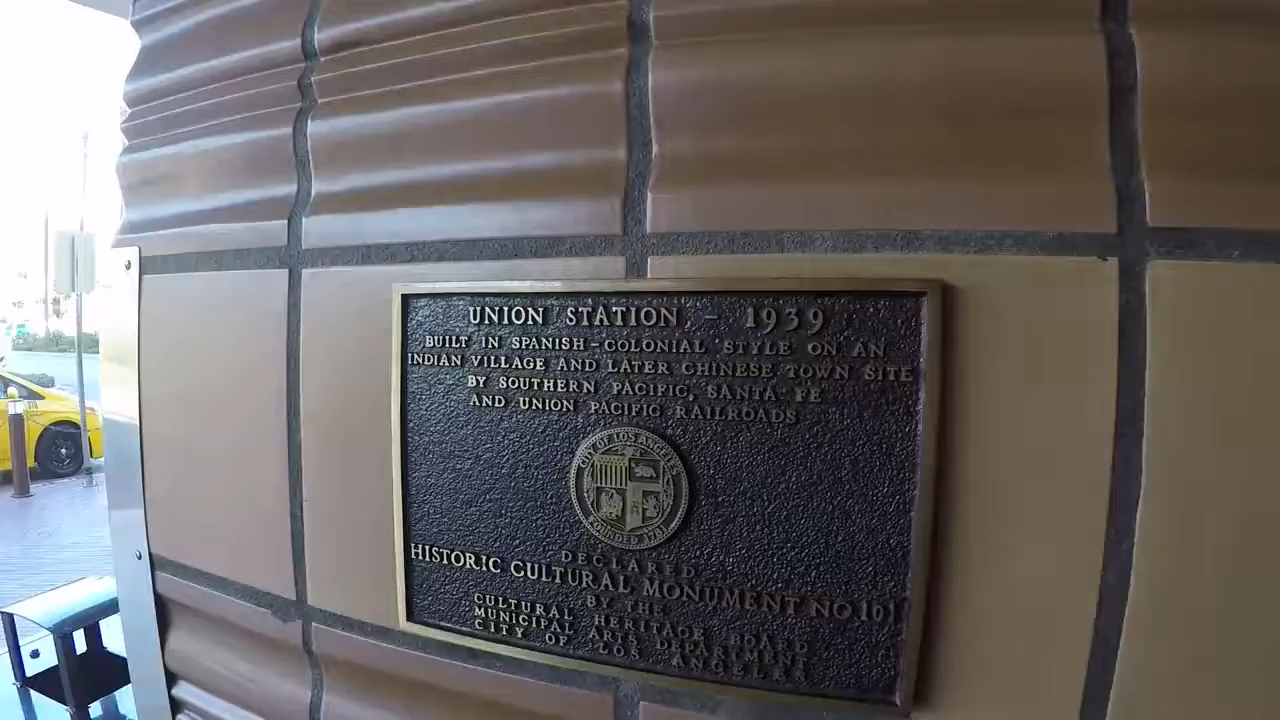 UNION STATION - 1939
BUILT IN SPANISH-COLONIAL STYLE ON AN
INDIAN VILLAGE AND LATER CHINESE TOWN SITE
BY SOUTHERN PACIFIC, SANTA FE
AND UNION PACIFIC RAILROADS
CITY OF LOS ANGELES
FOUNDED 1781
DECLARED
HISTORIC CULTURAL MONUMENT NO. 101
BY THE
CULTURAL HERITAGE BOARD
MUNICIPAL ARTS DEPARTMENT
CITY OF LOS ANGELES